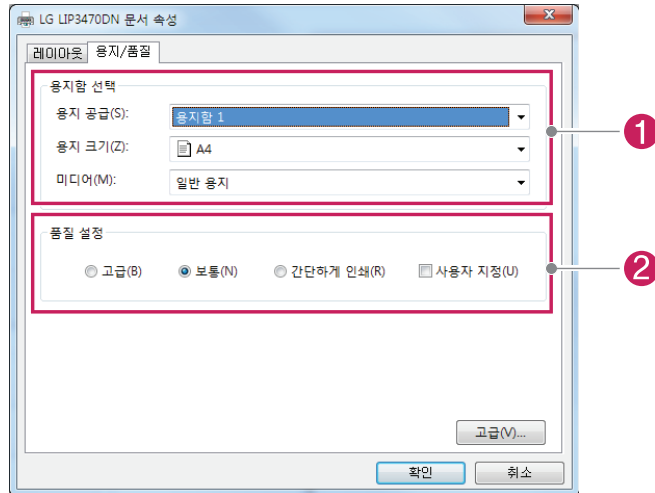 LG LIP3470DN 문서 속성
레이아웃 용지/품질
용지함 선택
용지 공급(S): 용지함 1
용지 크기(Z): A4
미디어(M): 일반 용지
1
품질 설정
고급(B) 보통(N) 간단하게 인쇄(R) 사용자 지정(U)
2
고급(V)...
확인 취소